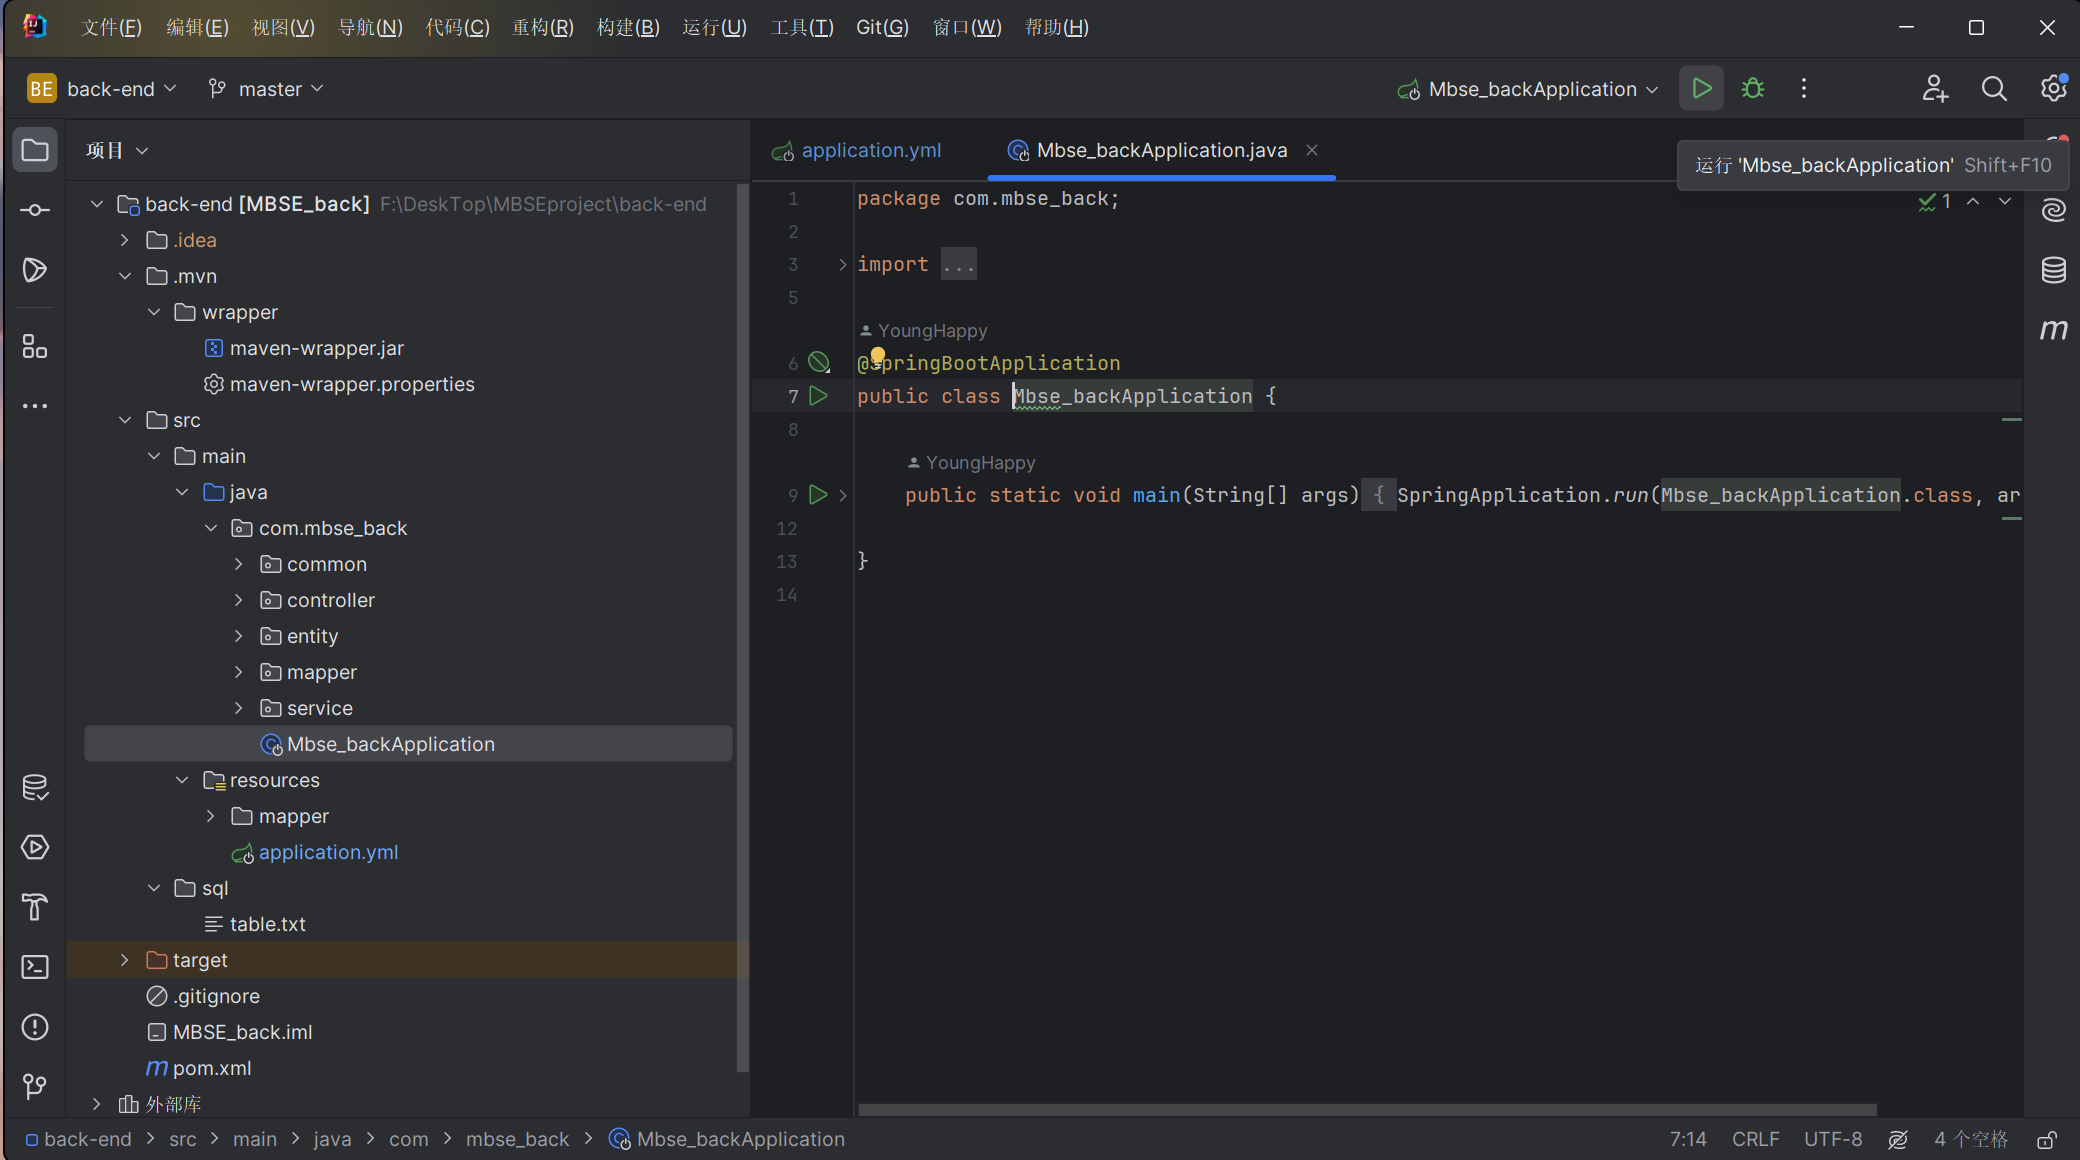 文件(F) 编辑(E) 视图(V) 导航(N) 代码(C) 重构(R) 构建(B) 运行(U) 工具(T) Git(G) 窗口(W) 帮助(H)
BE back-end master Mbse_backApplication
项目
application.yml Mbse_backApplication.java
运行 'Mbse_backApplication' Shift+F10
back-end [MBSE_back] F:\DeskTop\MBSEproject\back-end
.idea
.mvn
wrapper
maven-wrapper.jar
maven-wrapper.properties
src
main
java
com.mbse_back
common
controller
entity
mapper
service
Mbse_backApplication
resources
mapper
application.yml
sql
table.txt
target
.gitignore
MBSE_back.iml
m pom.xml
外部库
1 package com.mbse_back;
1
2
3 import ...
5
YoungHappy
6 @SpringBootApplication
7 public class Mbse_backApplication {
8
YoungHappy
9 public static void main(String[] args) { SpringApplication.run(Mbse_backApplication.class, ar
12
13 }
14
m
back-end > src > main > java > com > mbse_back > Mbse_backApplication
7:14 CRLF UTF-8 4 个空格